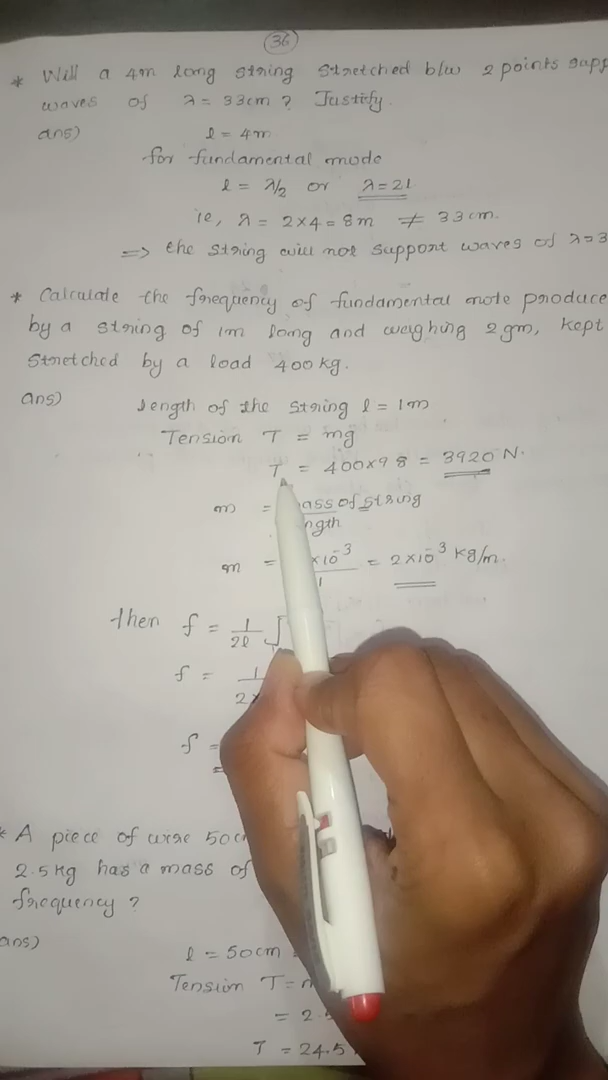 36
* Will a 4m long string stretched b/w 2 points supp
waves of λ = 33cm ? Justify.
ans)
l = 4m
for fundamental mode
l = λ/2 or λ=2l
ie, λ = 2×4 = 8m ≠ 33cm.
=> the string will not support waves of λ=3
* Calculate the frequency of fundamental note produce
by a string of 1m long and weighing 2gm, kept
stretched by a load 400kg.
ans) length of the string l = 1m
Tension T = mg
T = 400×98 = 3920 N.
m = ass of string
ngth
m = ×10⁻³ = 2×10⁻³ kg/m.
1
then f = 1/2l √
f = 1
2×
f =
* A piece of wire 50c
2.5kg has a mass of
frequency ?
ans)
l = 50cm =
Tension T = m
= 2.5
T = 24.5